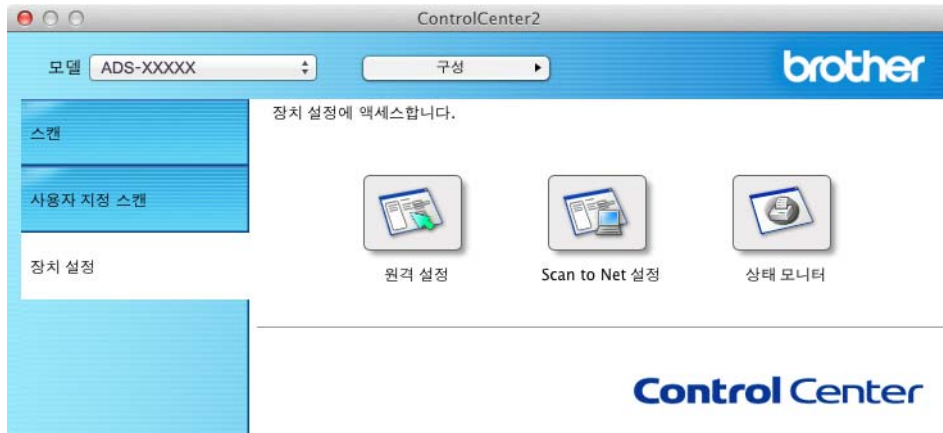 ControlCenter2
모델 ADS-XXXXX 구성 brother
스캔
사용자 지정 스캔
장치 설정
장치 설정에 액세스합니다.
원격 설정 Scan to Net 설정 상태 모니터
Control Center